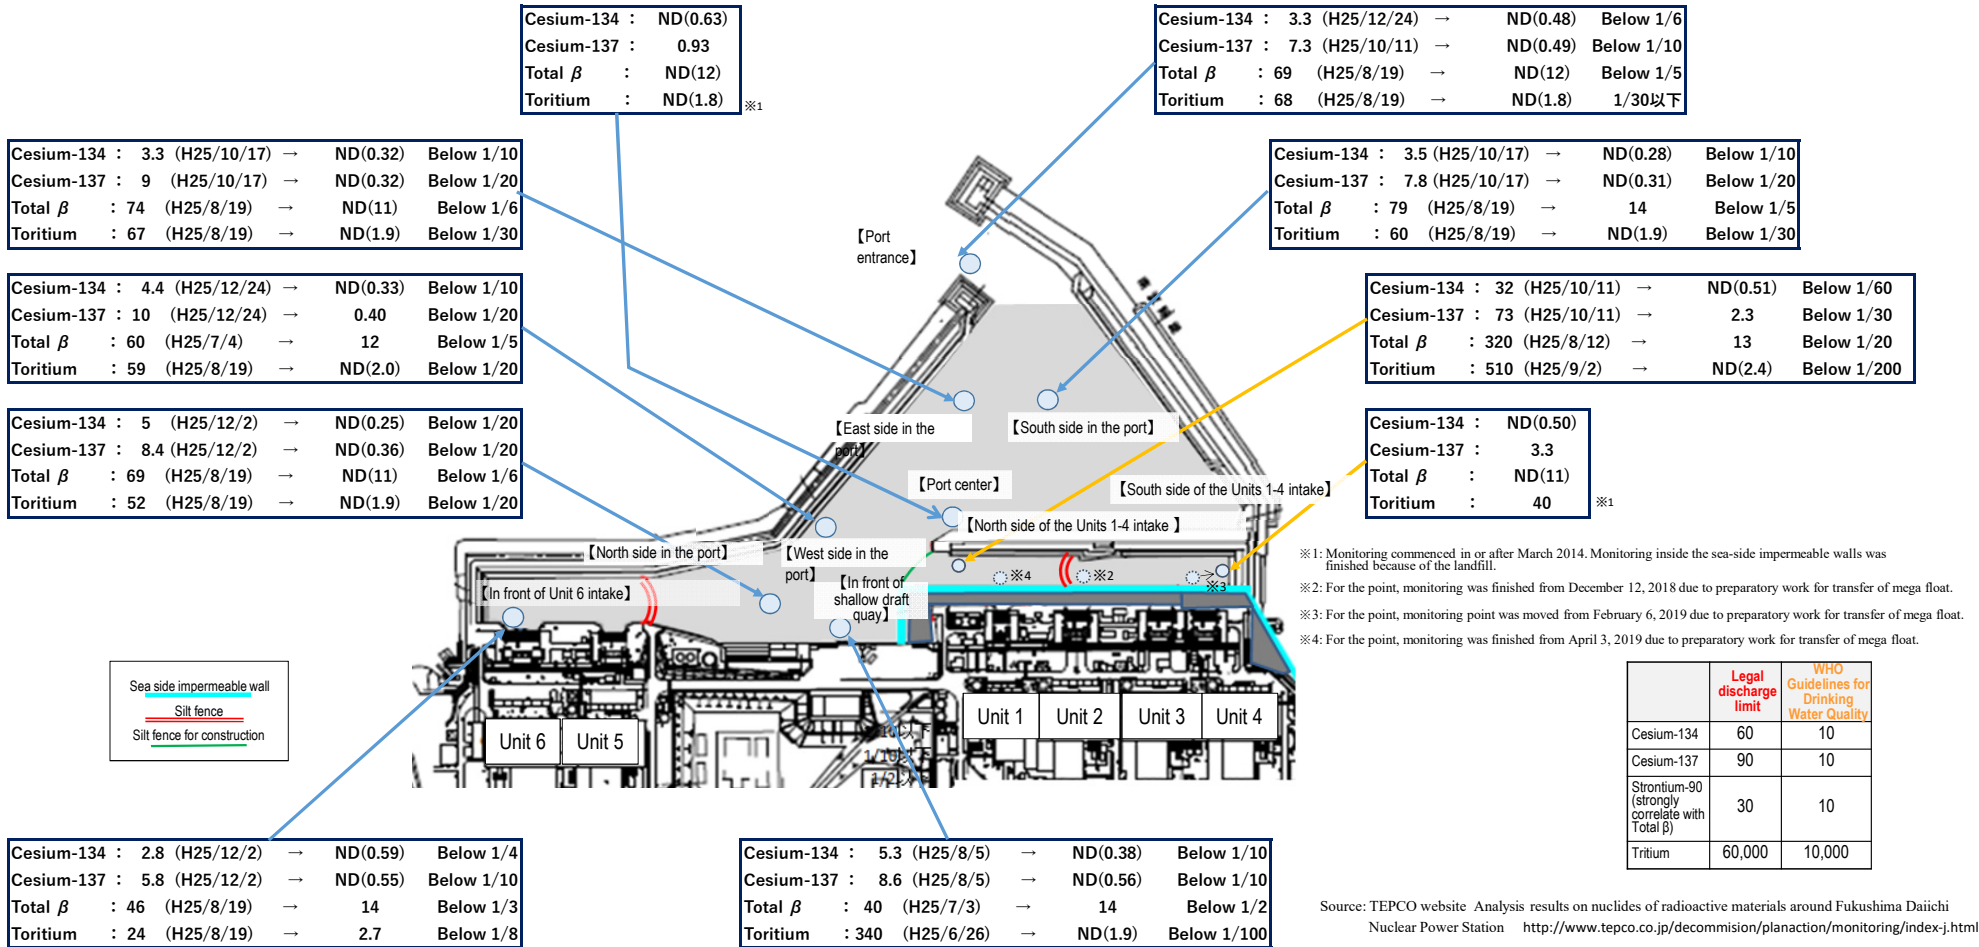 Cesium-134 : ND(0.63)
Cesium-137 : 0.93
Total β : ND(12)
Toritium : ND(1.8)
※1
Cesium-134 : 3.3 (H25/12/24) → ND(0.48) Below 1/6
Cesium-137 : 7.3 (H25/10/11) → ND(0.49) Below 1/10
Total β : 69 (H25/8/19) → ND(12) Below 1/5
Toritium : 68 (H25/8/19) → ND(1.8) 1/30以下
Cesium-134 : 3.3 (H25/10/17) → ND(0.32) Below 1/10
Cesium-137 : 9 (H25/10/17) → ND(0.32) Below 1/20
Total β : 74 (H25/8/19) → ND(11) Below 1/6
Toritium : 67 (H25/8/19) → ND(1.9) Below 1/30
Cesium-134 : 3.5 (H25/10/17) → ND(0.28) Below 1/10
Cesium-137 : 7.8 (H25/10/17) → ND(0.31) Below 1/20
Total β : 79 (H25/8/19) → 14 Below 1/5
Toritium : 60 (H25/8/19) → ND(1.9) Below 1/30
Cesium-134 : 4.4 (H25/12/24) → ND(0.33) Below 1/10
Cesium-137 : 10 (H25/12/24) → 0.40 Below 1/20
Total β : 60 (H25/7/4) → 12 Below 1/5
Toritium : 59 (H25/8/19) → ND(2.0) Below 1/20
Cesium-134 : 32 (H25/10/11) → ND(0.51) Below 1/60
Cesium-137 : 73 (H25/10/11) → 2.3 Below 1/30
Total β : 320 (H25/8/12) → 13 Below 1/20
Toritium : 510 (H25/9/2) → ND(2.4) Below 1/200
Cesium-134 : 5 (H25/12/2) → ND(0.25) Below 1/20
Cesium-137 : 8.4 (H25/12/2) → ND(0.36) Below 1/20
Total β : 69 (H25/8/19) → ND(11) Below 1/6
Toritium : 52 (H25/8/19) → ND(1.9) Below 1/20
Cesium-134 : ND(0.50)
Cesium-137 : 3.3
Total β : ND(11)
Toritium : 40
※1
【Port
entrance】
【East side in the
port】
【South side in the port】
【Port center】
【South side of the Units 1-4 intake】
【North side of the Units 1-4 intake 】
【North side in the port】
【West side in the
port】
【In front of Unit 6 intake】
【In front of
shallow draft
quay】
※4
※2
※3
※1: Monitoring commenced in or after March 2014. Monitoring inside the sea-side impermeable walls was
finished because of the landfill.
※2: For the point, monitoring was finished from December 12, 2018 due to preparatory work for transfer of mega float.
※3: For the point, monitoring point was moved from February 6, 2019 due to preparatory work for transfer of mega float.
※4: For the point, monitoring was finished from April 3, 2019 due to preparatory work for transfer of mega float.
Sea side impermeable wall
Silt fence
Silt fence for construction
Unit 6
Unit 5
Unit 1
Unit 2
Unit 3
Unit 4
Legal
discharge
limit
WHO
Guidelines for
Drinking
Water Quality
Cesium-134 60 10
Cesium-137 90 10
Strontium-90
(strongly
correlate with
Total β)
30 10
Tritium 60,000 10,000
Cesium-134 : 2.8 (H25/12/2) → ND(0.59) Below 1/4
Cesium-137 : 5.8 (H25/12/2) → ND(0.55) Below 1/10
Total β : 46 (H25/8/19) → 14 Below 1/3
Toritium : 24 (H25/8/19) → 2.7 Below 1/8
Cesium-134 : 5.3 (H25/8/5) → ND(0.38) Below 1/10
Cesium-137 : 8.6 (H25/8/5) → ND(0.56) Below 1/10
Total β : 40 (H25/7/3) → 14 Below 1/2
Toritium : 340 (H25/6/26) → ND(1.9) Below 1/100
Source: TEPCO website Analysis results on nuclides of radioactive materials around Fukushima Daiichi
Nuclear Power Station http://www.tepco.co.jp/decommision/planaction/monitoring/index-j.html